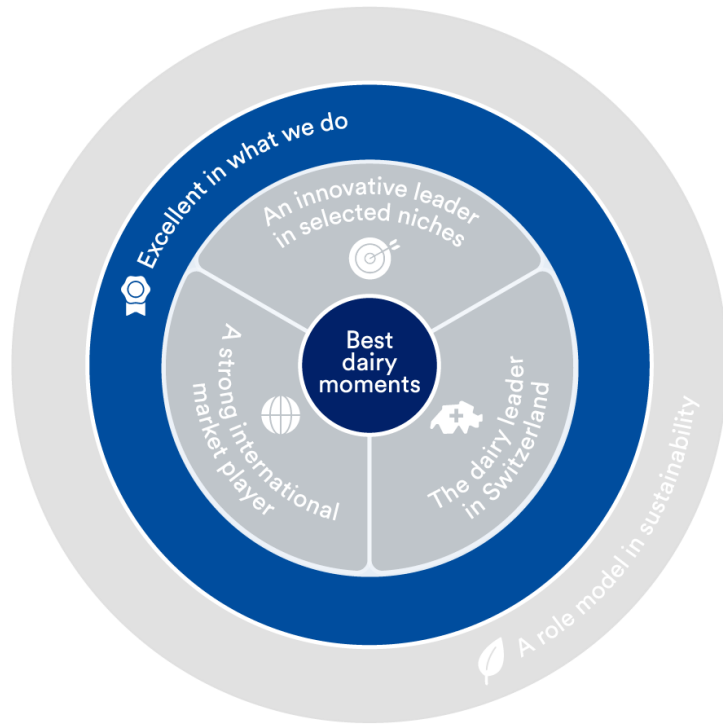 Excellent in what we do
An innovative leader
in selected niches
Best
dairy
moments
A strong international
market player
The dairy leader
in Switzerland
A role model in sustainability